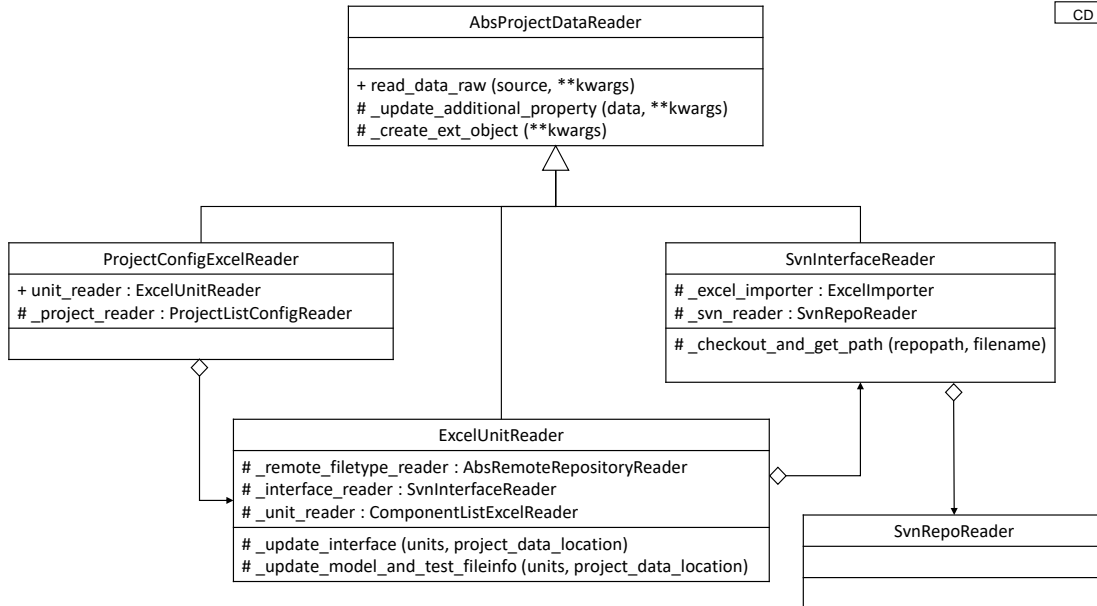 CD
AbsProjectDataReader
+ read_data_raw (source, **kwargs)
# _update_additional_property (data, **kwargs)
# _create_ext_object (**kwargs)
ProjectConfigExcelReader
+ unit_reader : ExcelUnitReader
# _project_reader : ProjectListConfigReader
SvnInterfaceReader
# _excel_importer : ExcelImporter
# _svn_reader : SvnRepoReader
# _checkout_and_get_path (repopath, filename)
ExcelUnitReader
# _remote_filetype_reader : AbsRemoteRepositoryReader
# _interface_reader : SvnInterfaceReader
# _unit_reader : ComponentListExcelReader
# _update_interface (units, project_data_location)
# _update_model_and_test_fileinfo (units, project_data_location)
SvnRepoReader